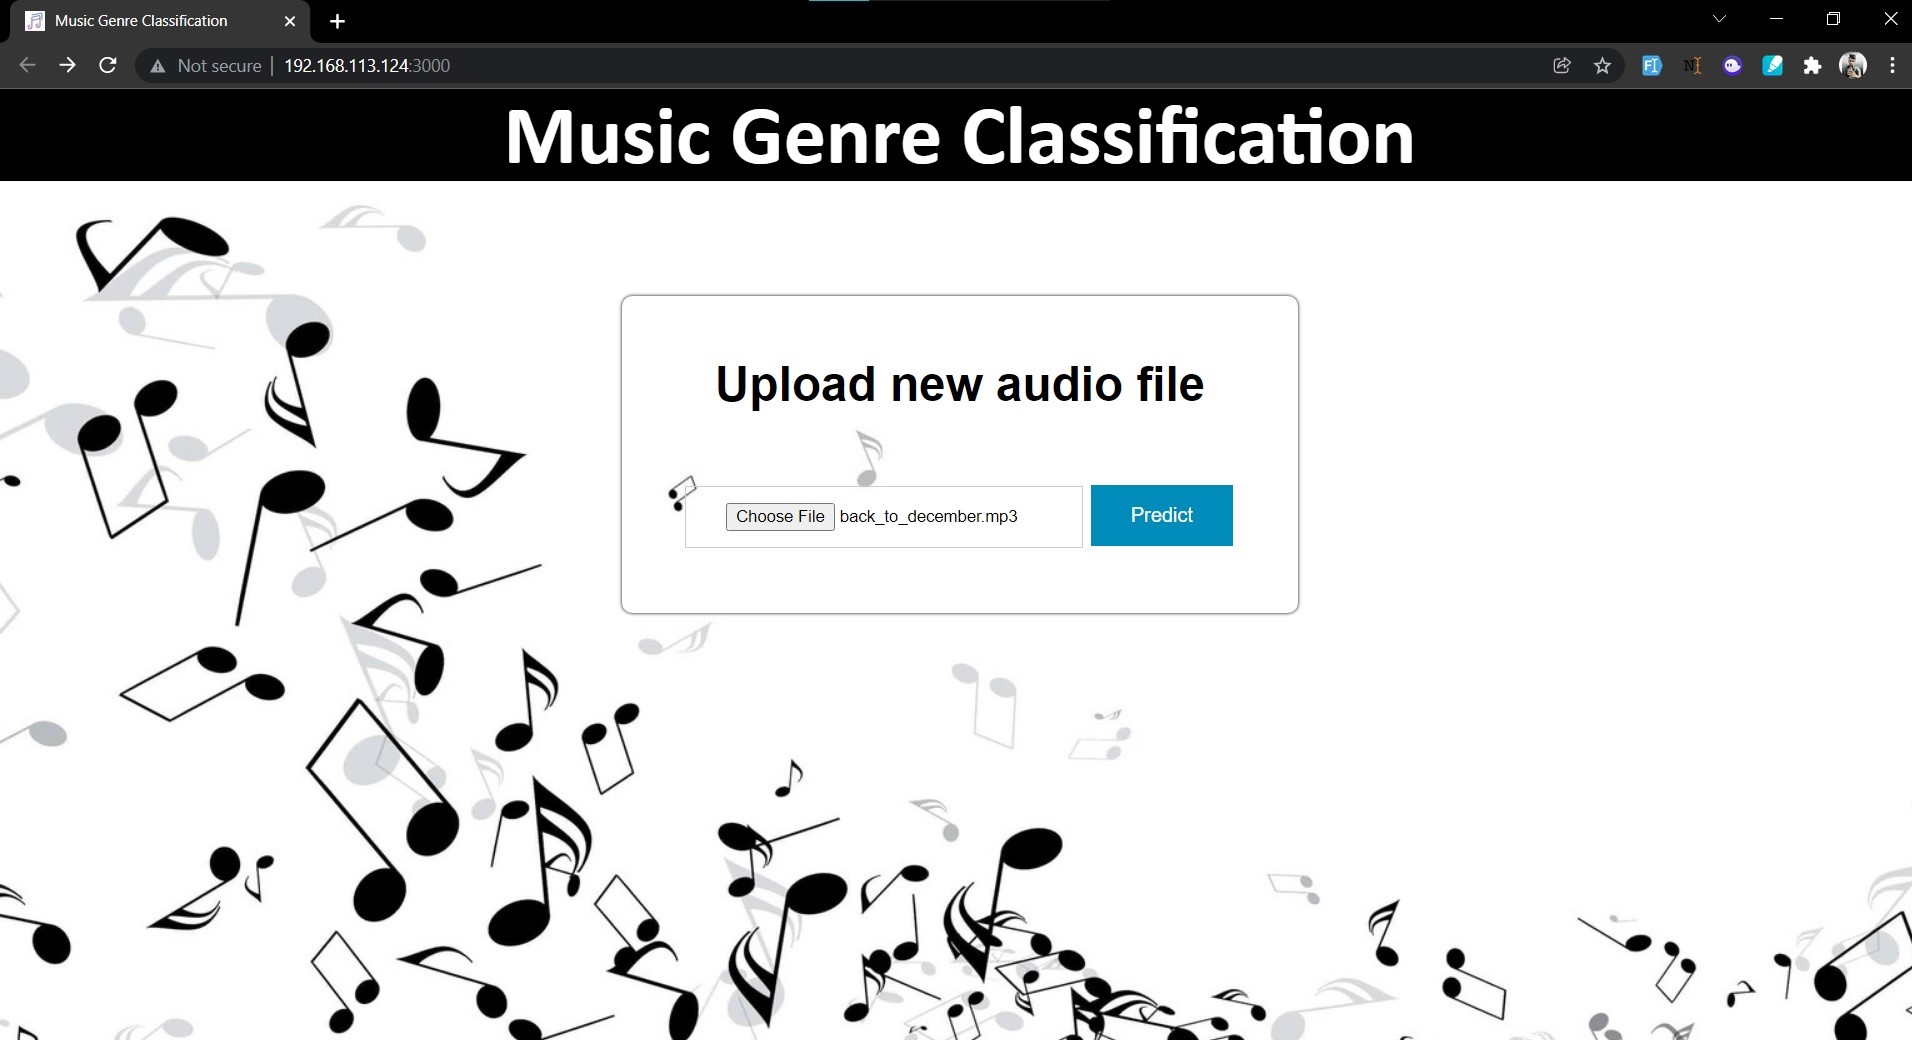 Music Genre Classification
Not secure 192.168.113.124:3000
Music Genre Classification
Upload new audio file
Choose File back_to_december.mp3
Predict